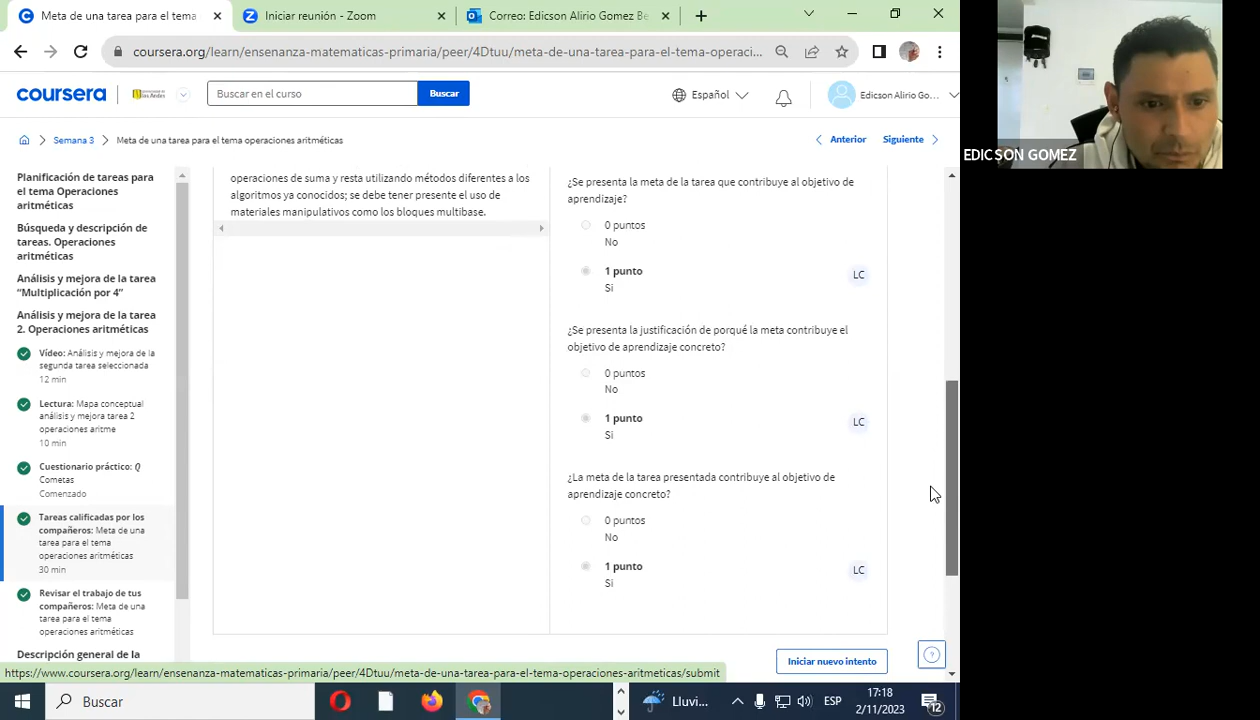 Meta de una tarea para el tema
Iniciar reunión - Zoom
Correo: Edicson Alirio Gomez Be
coursera.org/learn/ensenanza-matematicas-primaria/peer/4Dtuu/meta-de-una-tarea-para-el-tema-operaci...
coursera
Buscar en el curso
Buscar
Español
Edicson Alirio Go...
EDICSON GOMEZ
Semana 3
Meta de una tarea para el tema operaciones aritméticas
Anterior
Siguiente
Planificación de tareas para
el tema Operaciones
aritméticas
Búsqueda y descripción de
tareas. Operaciones
aritméticas
Análisis y mejora de la tarea
“Multiplicación por 4”
Análisis y mejora de la tarea
2. Operaciones aritméticas
Vídeo: Análisis y mejora de la
segunda tarea seleccionada
12 min
Lectura: Mapa conceptual
análisis y mejora tarea 2
operaciones aritme
10 min
Cuestionario práctico: Q
Cometas
Comenzado
Tareas calificadas por los
compañeros: Meta de una
tarea para el tema
operaciones aritméticas
30 min
Revisar el trabajo de tus
compañeros: Meta de una
tarea para el tema
operaciones aritméticas
Descripción general de la
operaciones de suma y resta utilizando métodos diferentes a los
algoritmos ya conocidos; se debe tener presente el uso de
materiales manipulativos como los bloques multibase.
¿Se presenta la meta de la tarea que contribuye al objetivo de
aprendizaje?
0 puntos
No
1 punto
Si
LC
¿Se presenta la justificación de porqué la meta contribuye el
objetivo de aprendizaje concreto?
0 puntos
No
1 punto
Si
LC
¿La meta de la tarea presentada contribuye al objetivo de
aprendizaje concreto?
0 puntos
No
1 punto
Si
LC
Iniciar nuevo intento
https://www.coursera.org/learn/ensenanza-matematicas-primaria/peer/4Dtuu/meta-de-una-tarea-para-el-tema-operaciones-aritmeticas/submit
Buscar
Lluvi...
ESP
17:18
2/11/2023
12